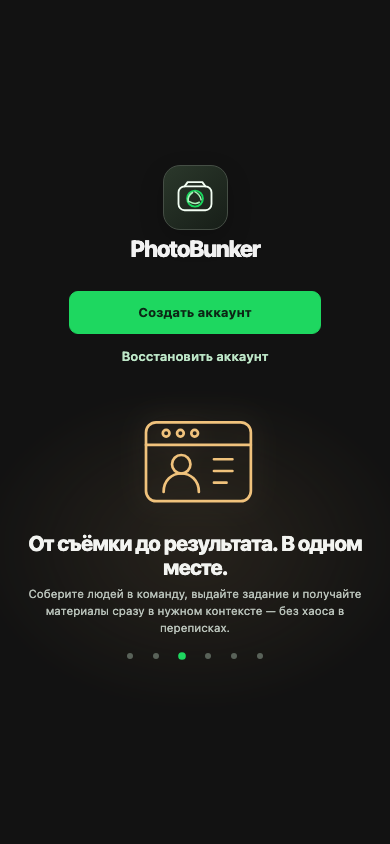 PhotoBunker
Создать аккаунт
Восстановить аккаунт
От съёмки до результата. В одном
месте.
Соберите людей в команду, выдайте задание и получайте
материалы сразу в нужном контексте — без хаоса в
переписках.